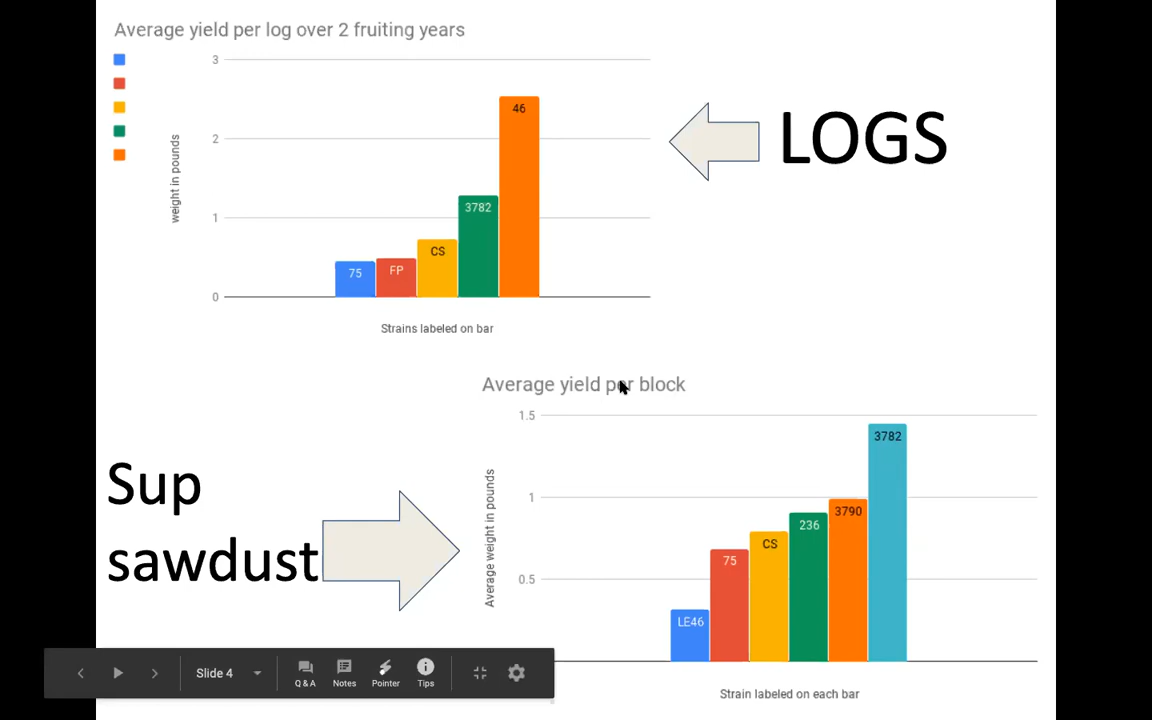 Average yield per log over 2 fruiting years
3
2
1
0
weight in pounds
75
FP
CS
3782
46
Strains labeled on bar
LOGS
Average yield per block
1.5
1
0.5
Average weight in pounds
LE46
75
CS
236
3790
3782
Strain labeled on each bar
Sup
sawdust
Slide 4
Q & A
Notes
Pointer
Tips